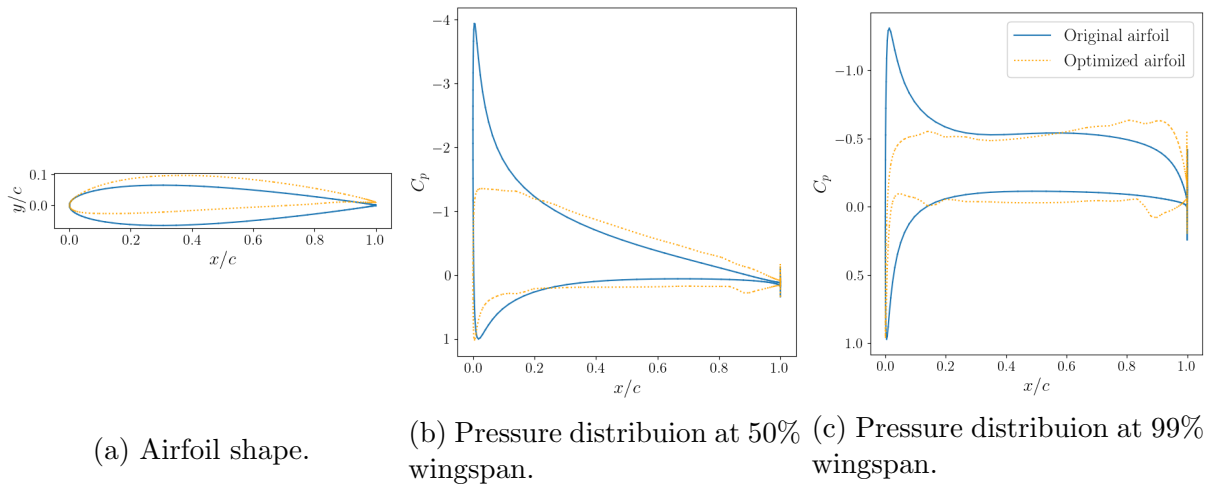 0.1
0.0
y/c
0.0 0.2 0.4 0.6 0.8 1.0
x/c
(a) Airfoil shape.
−4
−3
−2
−1
0
1
C_p
0.0 0.2 0.4 0.6 0.8 1.0
x/c
(b) Pressure distribuion at 50%
wingspan.
Original airfoil
Optimized airfoil
−1.0
−0.5
0.0
0.5
1.0
C_p
0.0 0.2 0.4 0.6 0.8 1.0
x/c
(c) Pressure distribuion at 99%
wingspan.